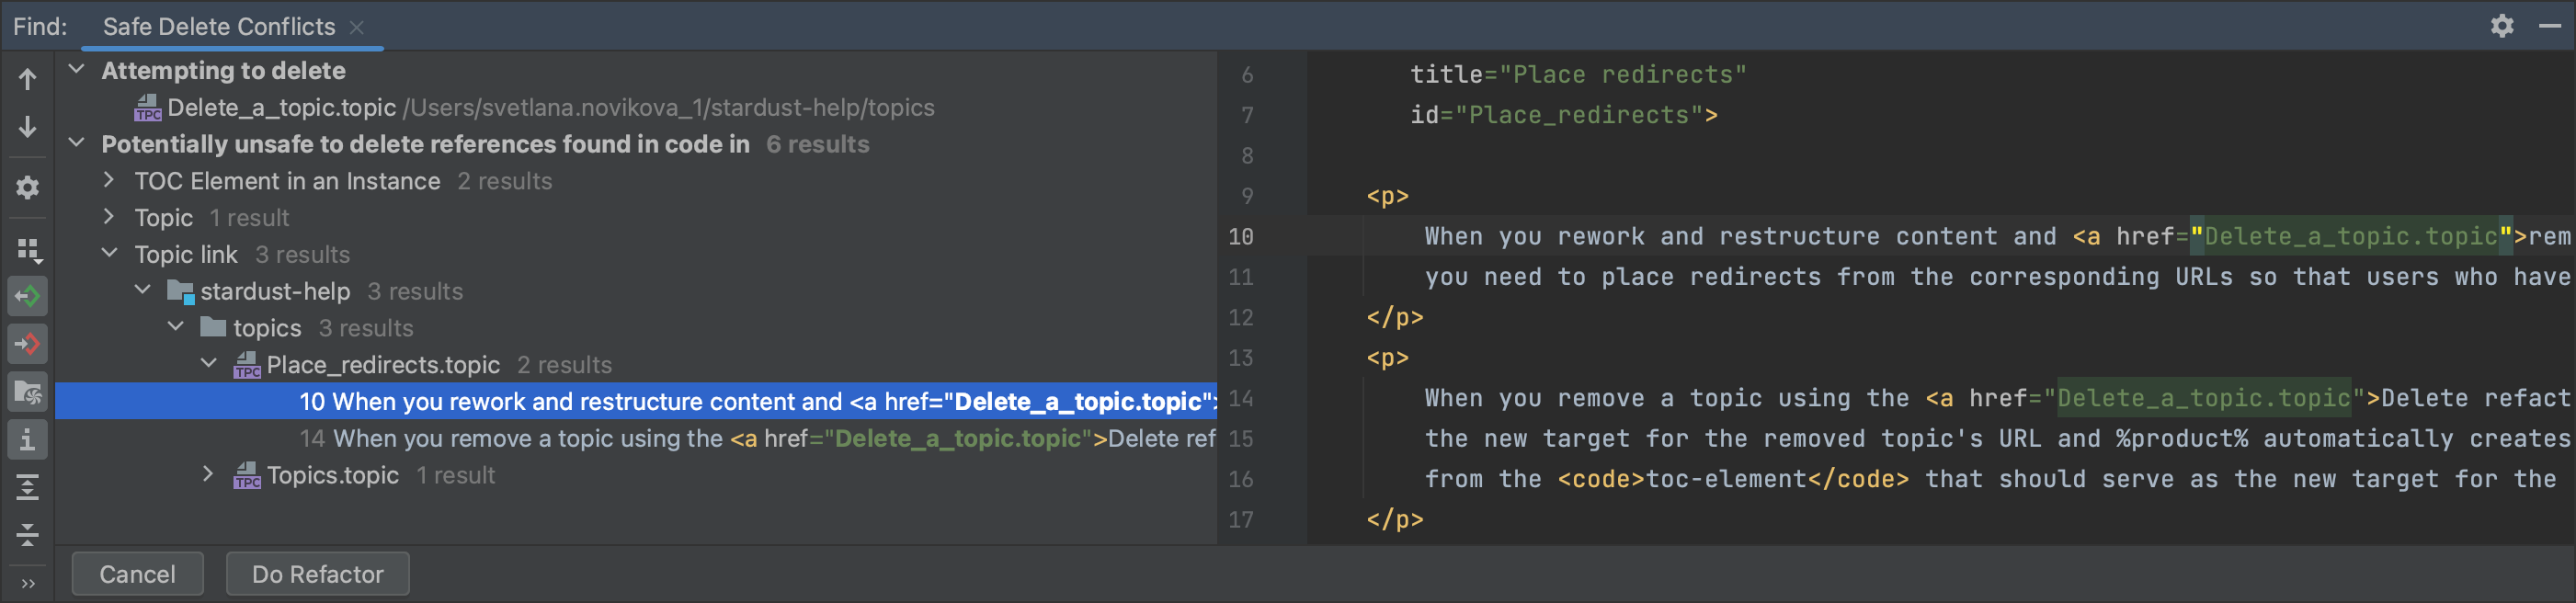 Find: Safe Delete Conflicts
Attempting to delete
TPC Delete_a_topic.topic /Users/svetlana.novikova_1/stardust-help/topics
Potentially unsafe to delete references found in code in 6 results
TOC Element in an Instance 2 results
Topic 1 result
Topic link 3 results
stardust-help 3 results
topics 3 results
TPC Place_redirects.topic 2 results
10 When you rework and restructure content and <a href="Delete_a_topic.topic">
14 When you remove a topic using the <a href="Delete_a_topic.topic">Delete ref
TPC Topics.topic 1 result
Cancel Do Refactor
6 title="Place redirects"
7 id="Place_redirects">
8
9 <p>
10 When you rework and restructure content and <a href="Delete_a_topic.topic">rem
11 you need to place redirects from the corresponding URLs so that users who have
12 </p>
13 <p>
14 When you remove a topic using the <a href="Delete_a_topic.topic">Delete refact
15 the new target for the removed topic's URL and %product% automatically creates
16 from the <code>toc-element</code> that should serve as the new target for the
17 </p>